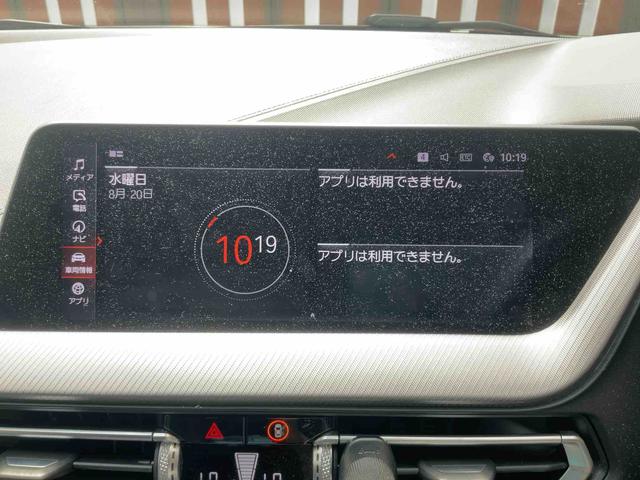 メディア
電話
ナビ
車両情報
アプリ
水曜日
8月 20日
10 19
4
10:19
アプリは利用できません。
アプリは利用できません。